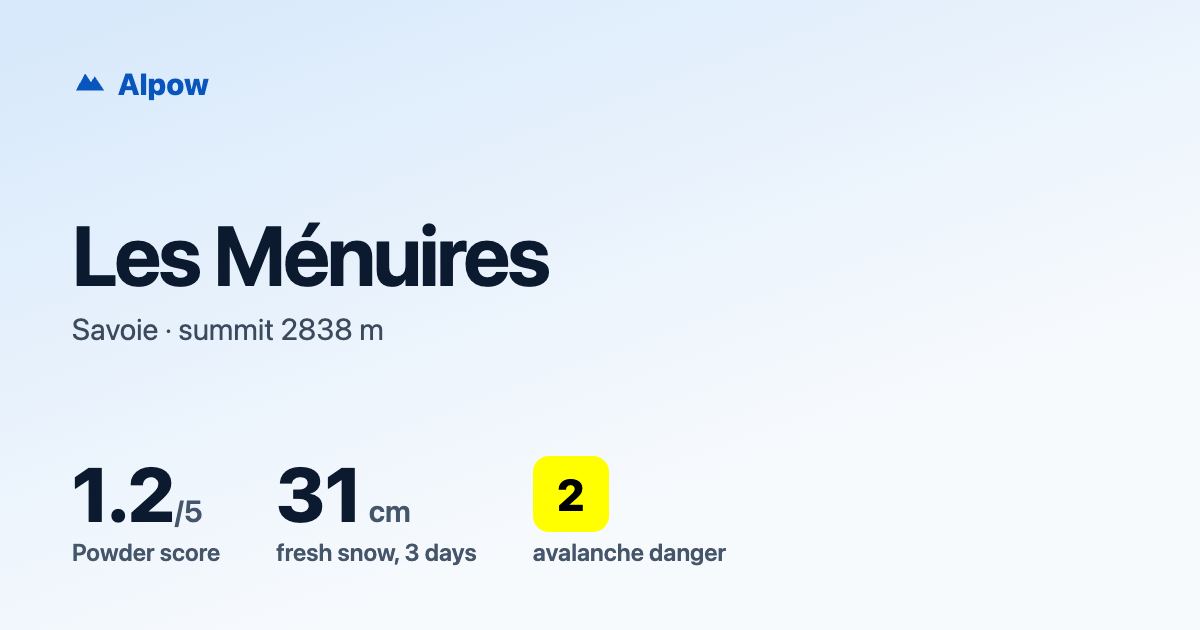 Alpow
Les Ménuires
Savoie · summit 2838 m
1.2/5
Powder score
31 cm
fresh snow, 3 days
2
avalanche danger